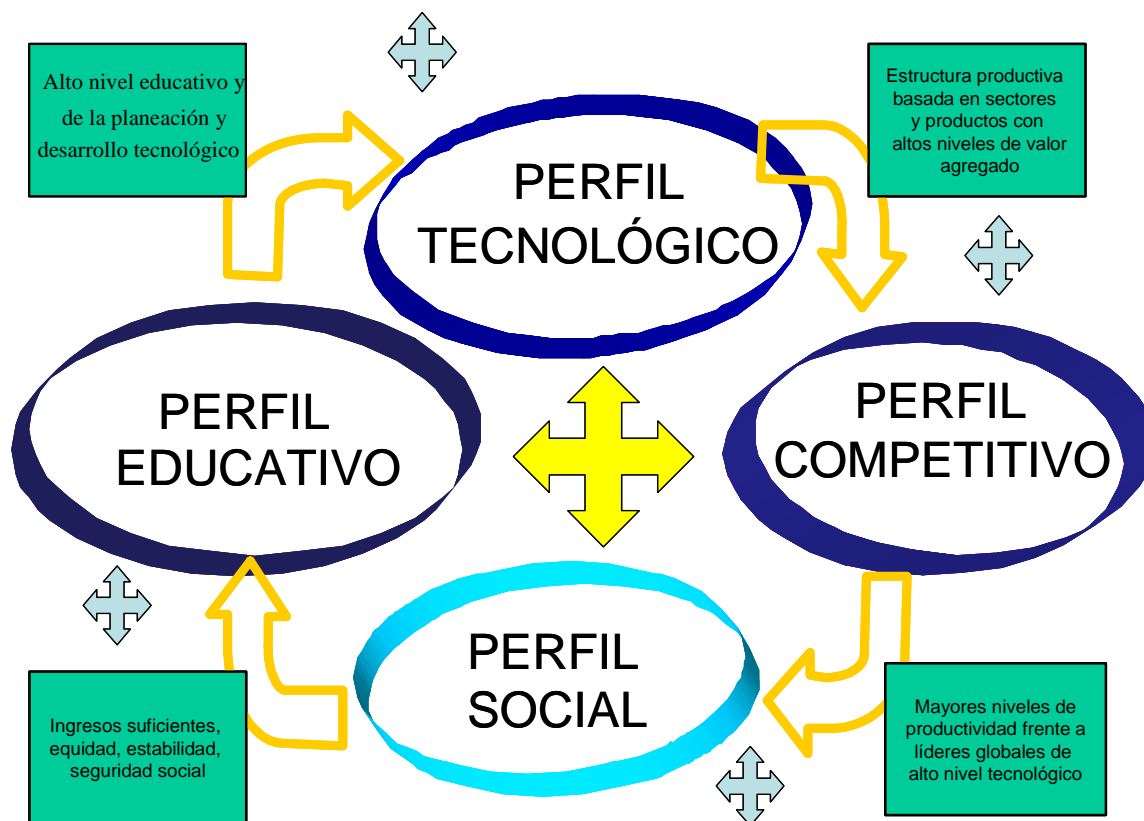 Alto nivel educativo y
de la planeación y
desarrollo tecnológico
Estructura productiva
basada en sectores
y productos con
altos niveles de valor
agregado
PERFIL
TECNOLÓGICO
PERFIL
EDUCATIVO
PERFIL
COMPETITIVO
PERFIL
SOCIAL
Ingresos suficientes,
equidad, estabilidad,
seguridad social
Mayores niveles de
productividad frente a
líderes globales de
alto nivel tecnológico